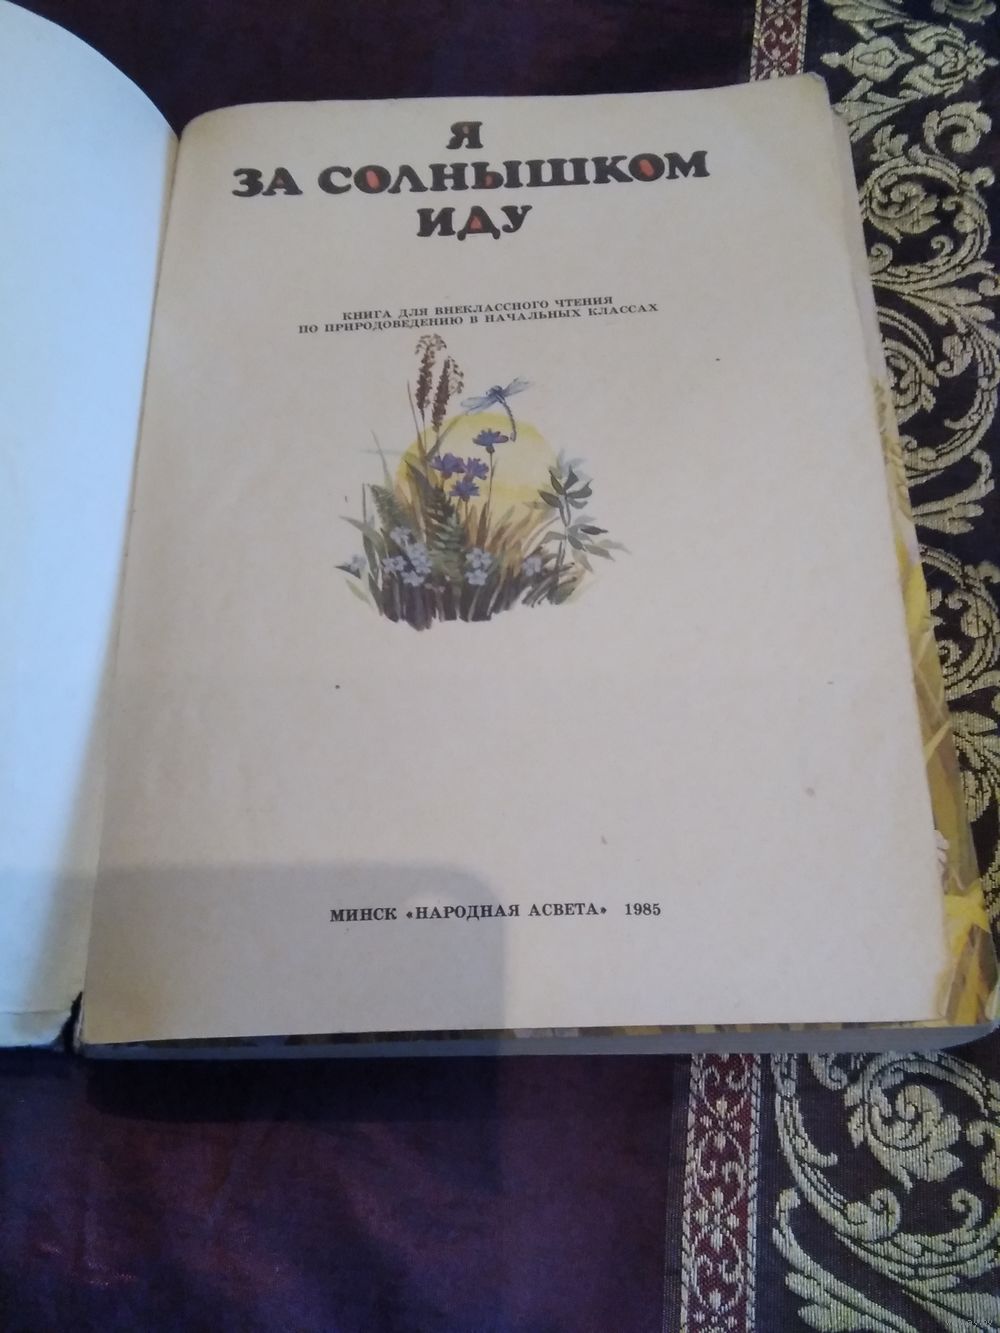 Я
ЗА СОЛНЫШКОМ
ИДУ
КНИГА ДЛЯ ВНЕКЛАССНОГО ЧТЕНИЯ
ПО ПРИРОДОВЕДЕНИЮ В НАЧАЛЬНЫХ КЛАССАХ
МИНСК «НАРОДНАЯ АСВЕТА» 1985